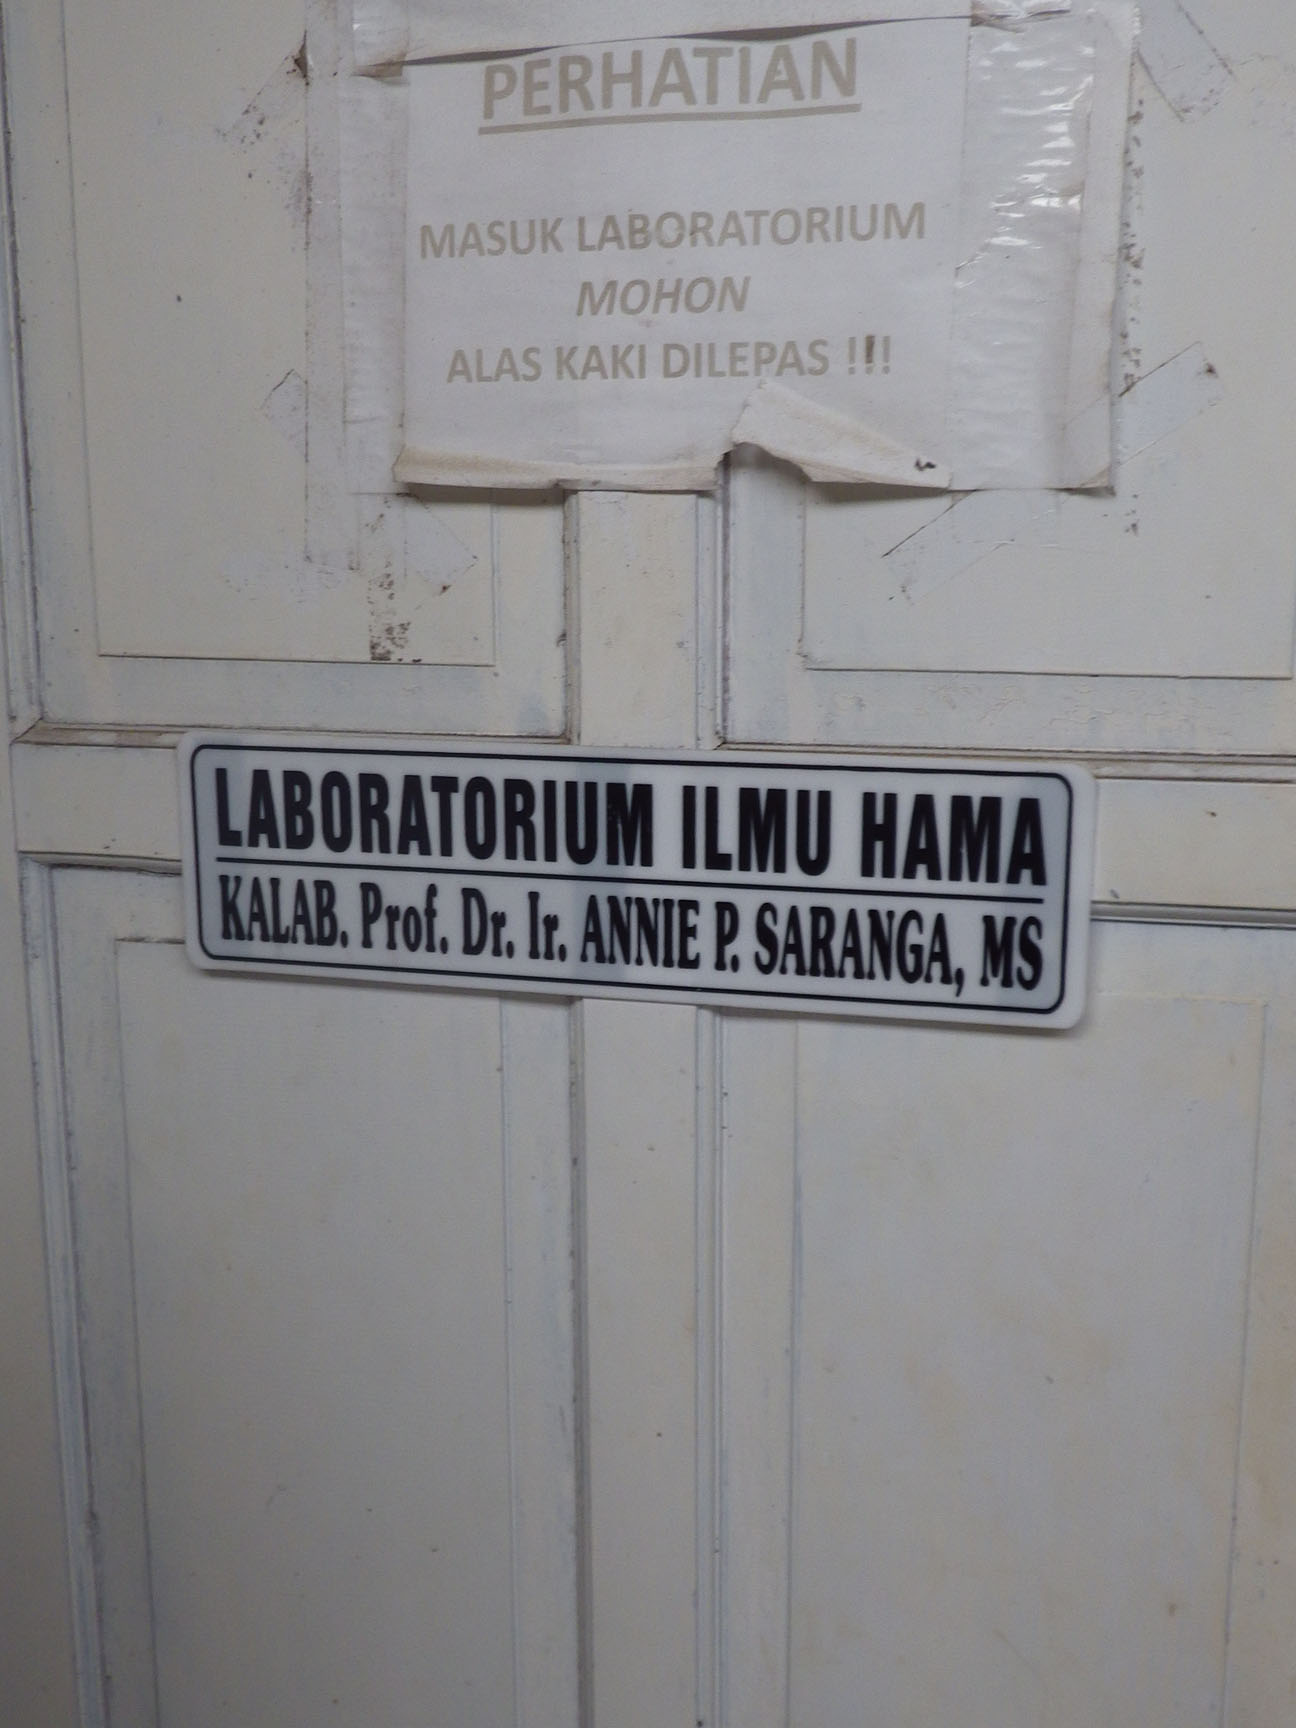 PERHATIAN
MASUK LABORATORIUM
MOHON
ALAS KAKI DILEPAS !!!
LABORATORIUM ILMU HAMA
KALAB. Prof. Dr. Ir. ANNIE P. SARANGA, MS